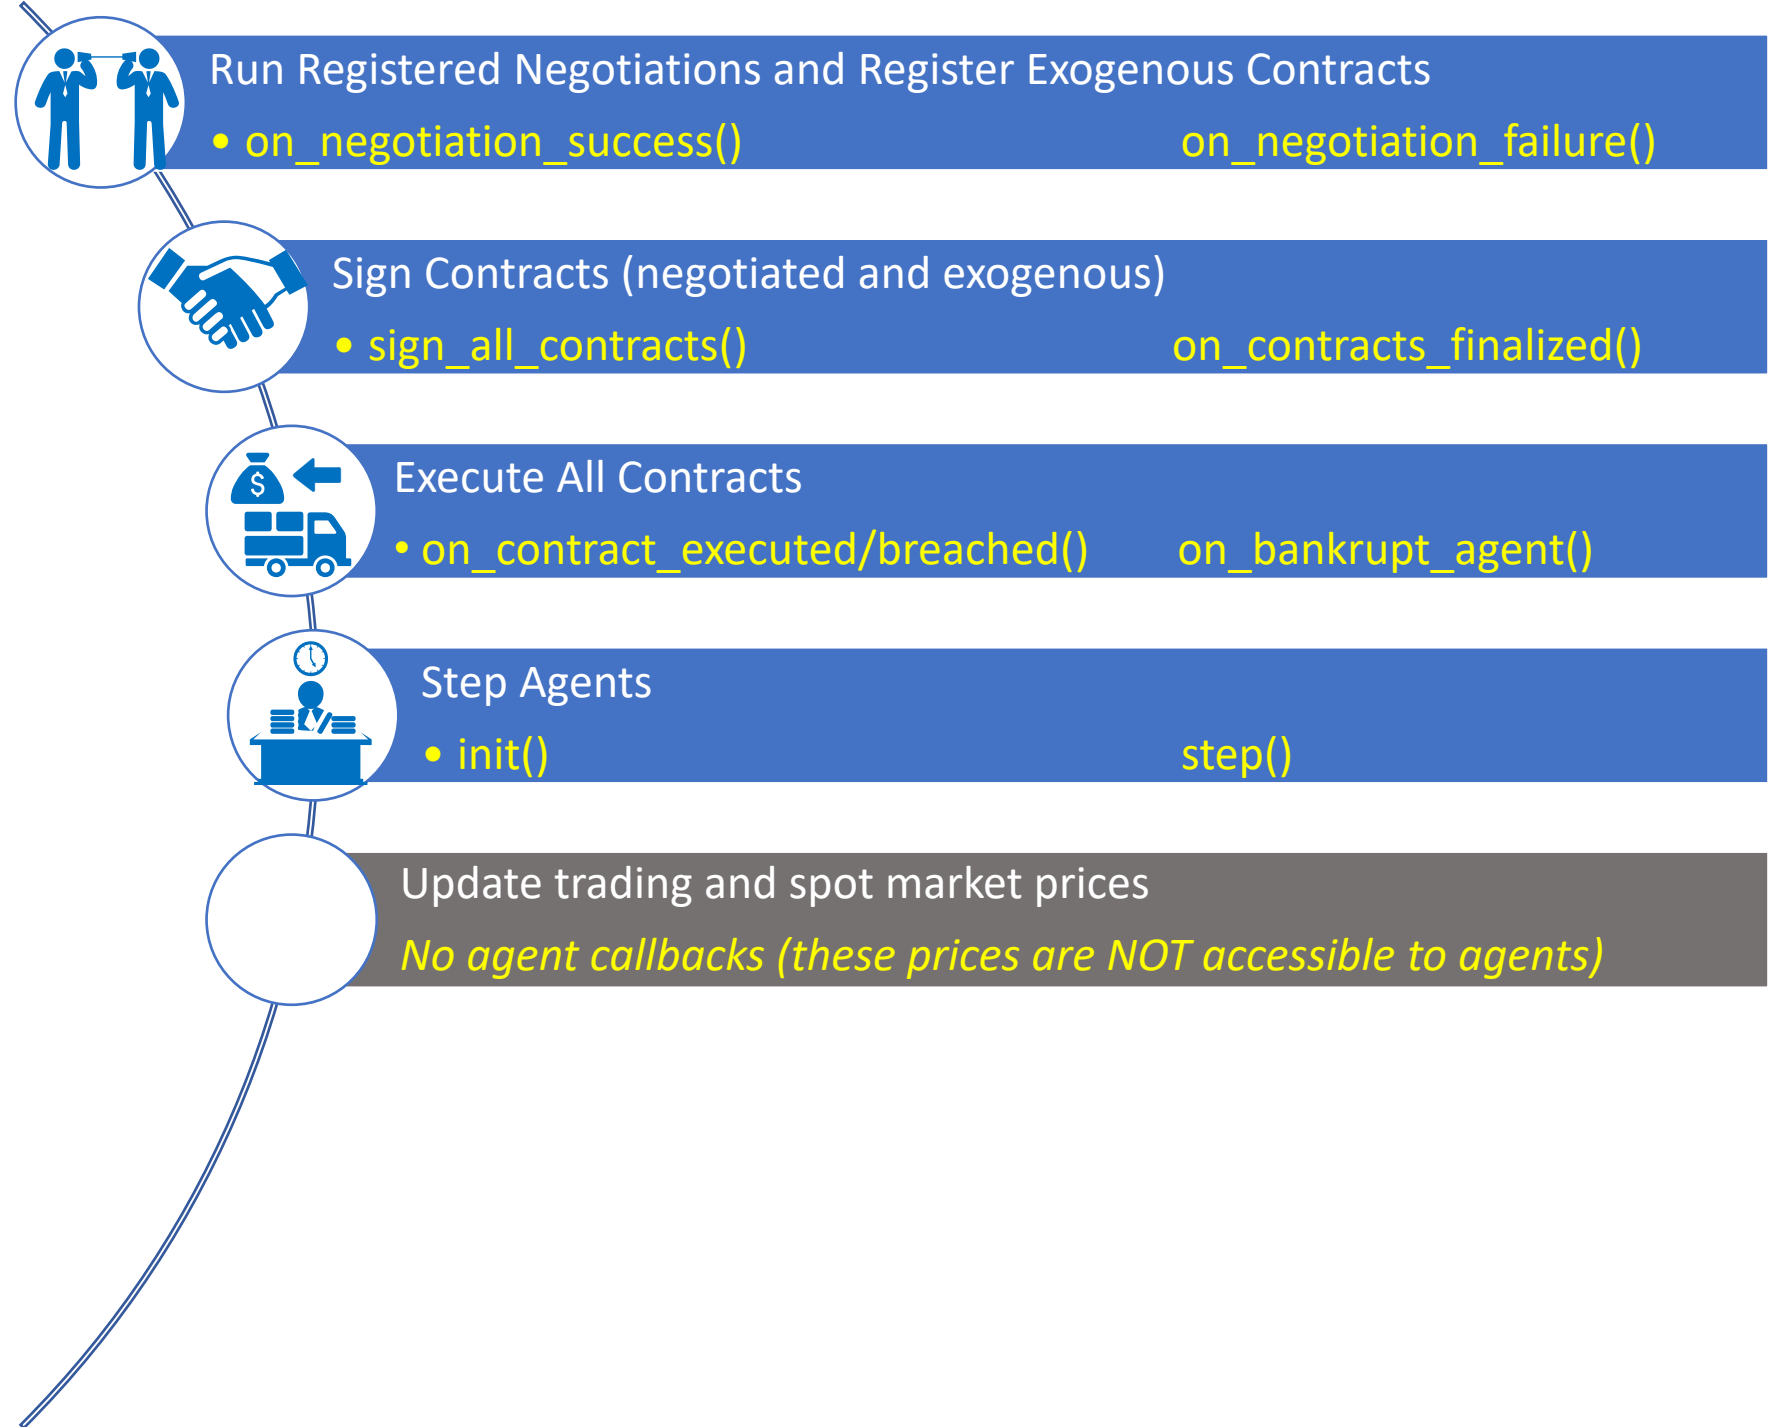 Run Registered Negotiations and Register Exogenous Contracts
• on_negotiation_success() on_negotiation_failure()
Sign Contracts (negotiated and exogenous)
• sign_all_contracts() on_contracts_finalized()
$
Execute All Contracts
• on_contract_executed/breached() on_bankrupt_agent()
Step Agents
• init() step()
Update trading and spot market prices
No agent callbacks (these prices are NOT accessible to agents)